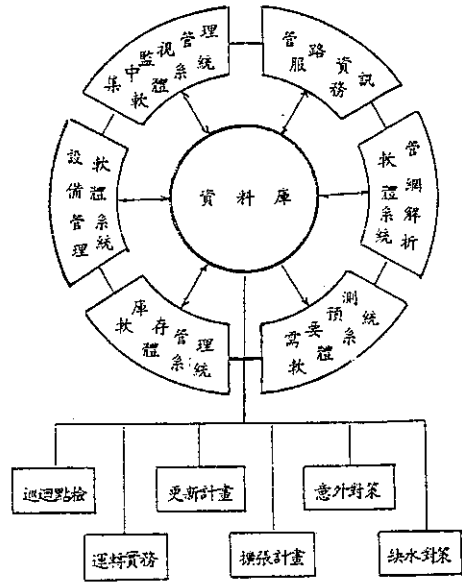 集中監視管理
軟體系統
管路資訊
服務
設備管理
軟體系統
資料庫
管網解析
軟體系統
庫存管理
軟體系統
需要預測
軟體系統
巡迴點檢
更新計畫
意外對策
運転實務
擴張計畫
缺水對策